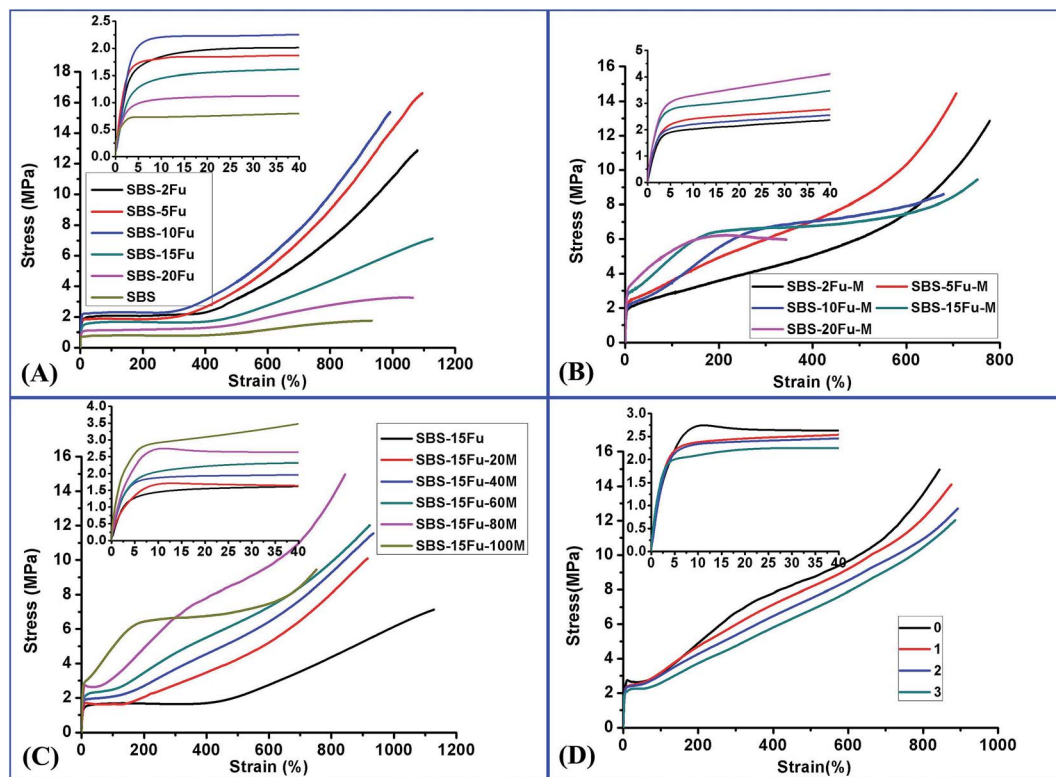 2.5
2.0
1.5
1.0
0.5
0.0
0 5 10 15 20 25 30 35 40
18
16
14
12
10
8
6
4
2
0
Stress (MPa)
SBS-2Fu
SBS-5Fu
SBS-10Fu
SBS-15Fu
SBS-20Fu
SBS
0 200 400 600 800 1000 1200
Strain (%)
(A)
5
4
3
2
1
0
0 5 10 15 20 25 30 35 40
16
14
12
10
8
6
4
2
0
Stress (MPa)
SBS-2Fu-M SBS-5Fu-M
SBS-10Fu-M SBS-15Fu-M
SBS-20Fu-M
0 200 400 600 800
Strain (%)
(B)
4.0
3.5
3.0
2.5
2.0
1.5
1.0
0.5
0.0
0 5 10 15 20 25 30 35 40
16
14
12
10
8
6
4
2
0
Stress (MPa)
SBS-15Fu
SBS-15Fu-20M
SBS-15Fu-40M
SBS-15Fu-60M
SBS-15Fu-80M
SBS-15Fu-100M
0 200 400 600 800 1000 1200
Strain (%)
(C)
3.0
2.5
2.0
1.5
1.0
0.5
0.0
0 5 10 15 20 25 30 35 40
16
14
12
10
8
6
4
2
0
Stress(MPa)
0
1
2
3
0 200 400 600 800 1000
Strain(%)
(D)